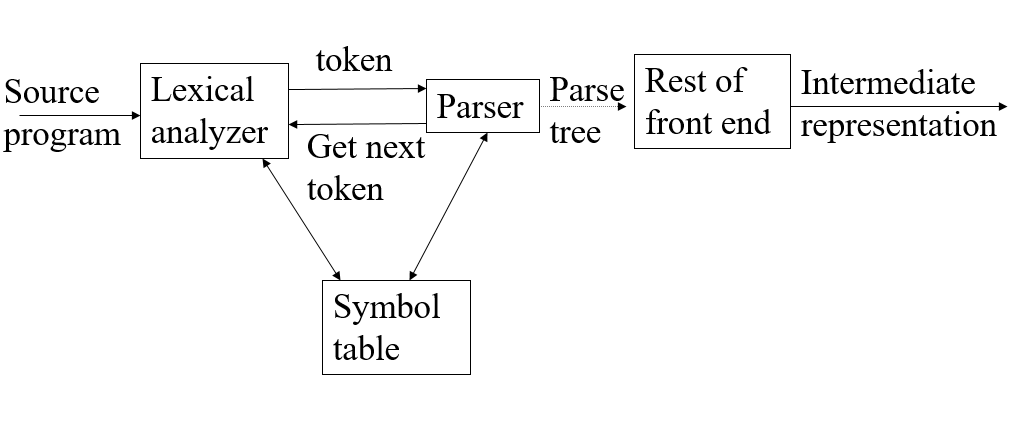 Source
program
Lexical
analyzer
token
Get next
token
Parser
Parse
tree
Rest of
front end
Intermediate
representation
Symbol
table